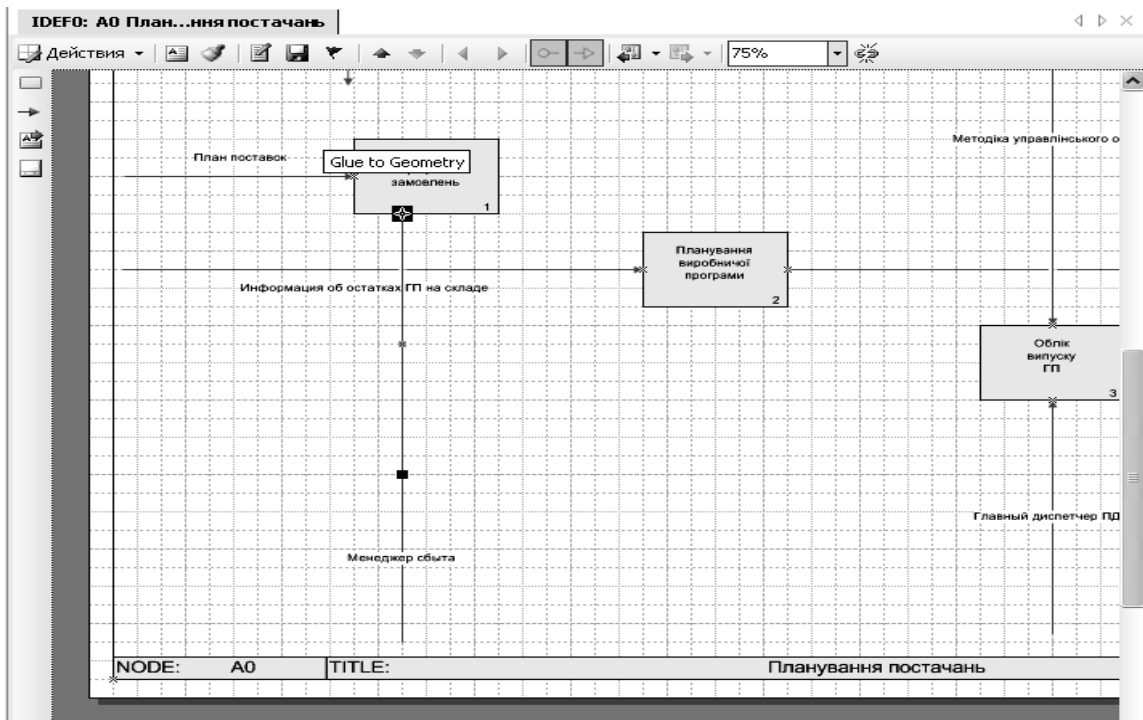 IDEF0: A0 План...ння постачань
Действия
75%
План поставок
Glue to Geometry
замовлень
1
Методіка управлінського о
Планування
виробничої
програми
2
Информация об остатках ГП на складе
Облік
випуску
ГП
3
Главный диспетчер ПД
Менеджер сбыта
NODE: A0 TITLE: Планування постачань